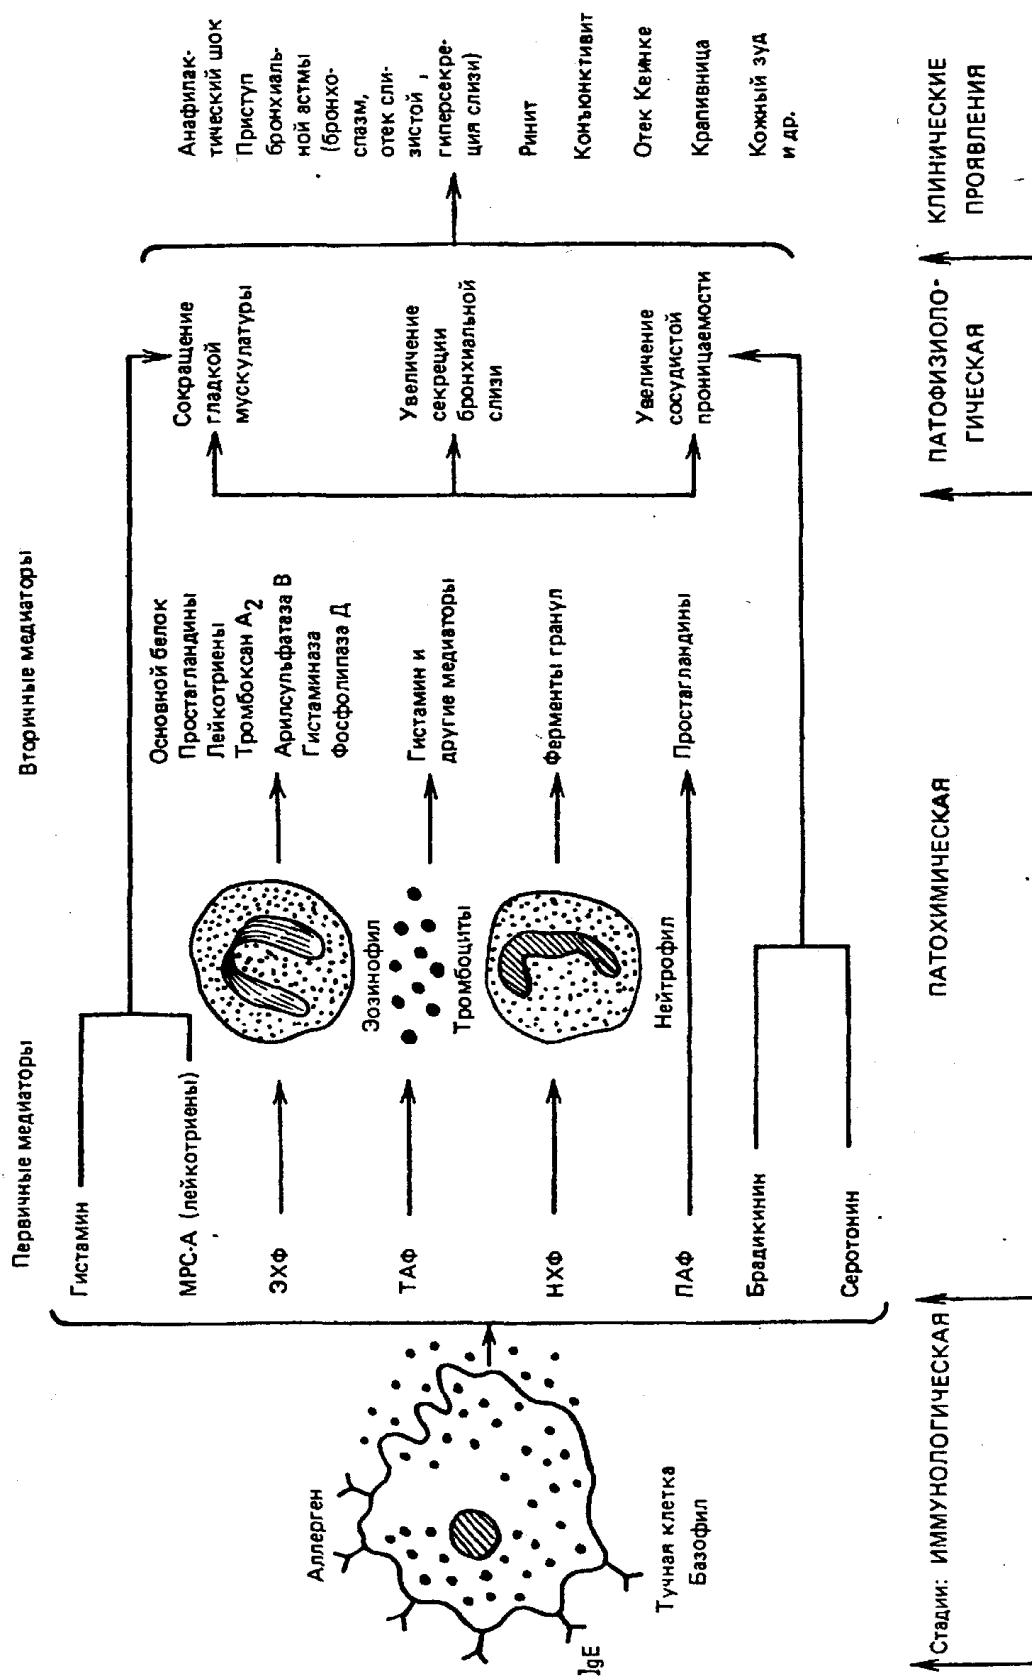 Первичные медиаторы
Вторичные медиаторы
Аллерген
IgE
Тучная клетка
Базофил
Гистамин
МРС-А (лейкотриены)
ЭХФ
ТАФ
НХФ
ПАФ
Брадикинин
Серотонин
Эозинофил
Тромбоциты
Нейтрофил
Основной белок
Простагландины
Лейкотриены
Тромбоксан А₂
Арилсульфатаза В
Гистаминаза
Фосфолипаза Д
Гистамин и
другие медиаторы
Ферменты гранул
Простагландины
Сокращение
гладкой
мускулатуры
Увеличение
секреции
бронхиальной
слизи
Увеличение
сосудистой
проницаемости
Анафилак-
тический шок
Приступ
бронхиаль-
ной астмы
(бронхо-
спазм,
отек сли-
зистой ,
гиперсекре-
ция слизи)
Ринит
Конъюнктивит
Отек Квинке
Крапивница
Кожный зуд
и др.
Стадии: ИММУНОЛОГИЧЕСКАЯ
ПАТОХИМИЧЕСКАЯ
ПАТОФИЗИОЛО-
ГИЧЕСКАЯ
КЛИНИЧЕСКИЕ
ПРОЯВЛЕНИЯ